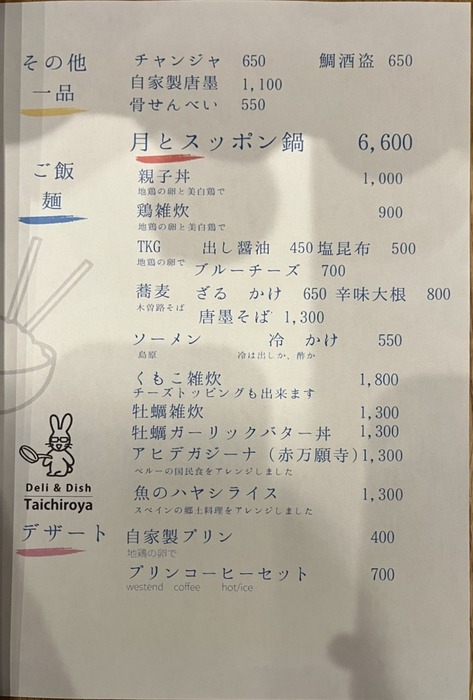 その他
一品
チャンジャ 650 鯛酒盗 650
自家製唐墨 1,100
骨せんべい 550
月とスッポン鍋 6,600
ご飯
麺
親子丼 1,000
地鶏の卵と美白鶏で
鶏雑炊 900
地鶏の卵と美白鶏で
TKG 出し醤油 450 塩昆布 500
地鶏の卵で
ブルーチーズ 700
蕎麦 ざる かけ 650 辛味大根 800
木曽路そば
唐墨そば 1,300
ソーメン 冷 かけ 550
島原 冷は出しか、酢か
くもこ雑炊 1,800
チーズトッピングも出来ます
牡蠣雑炊 1,300
牡蠣ガーリックバター丼 1,300
アヒデガジーナ（赤万願寺）1,300
ペルーの国民食をアレンジしました
魚のハヤシライス 1,300
スペインの郷土料理をアレンジしました
Deli & Dish
Taichiroya
デザート
自家製プリン 400
地鶏の卵で
プリンコーヒーセット 700
westend coffee hot/ice